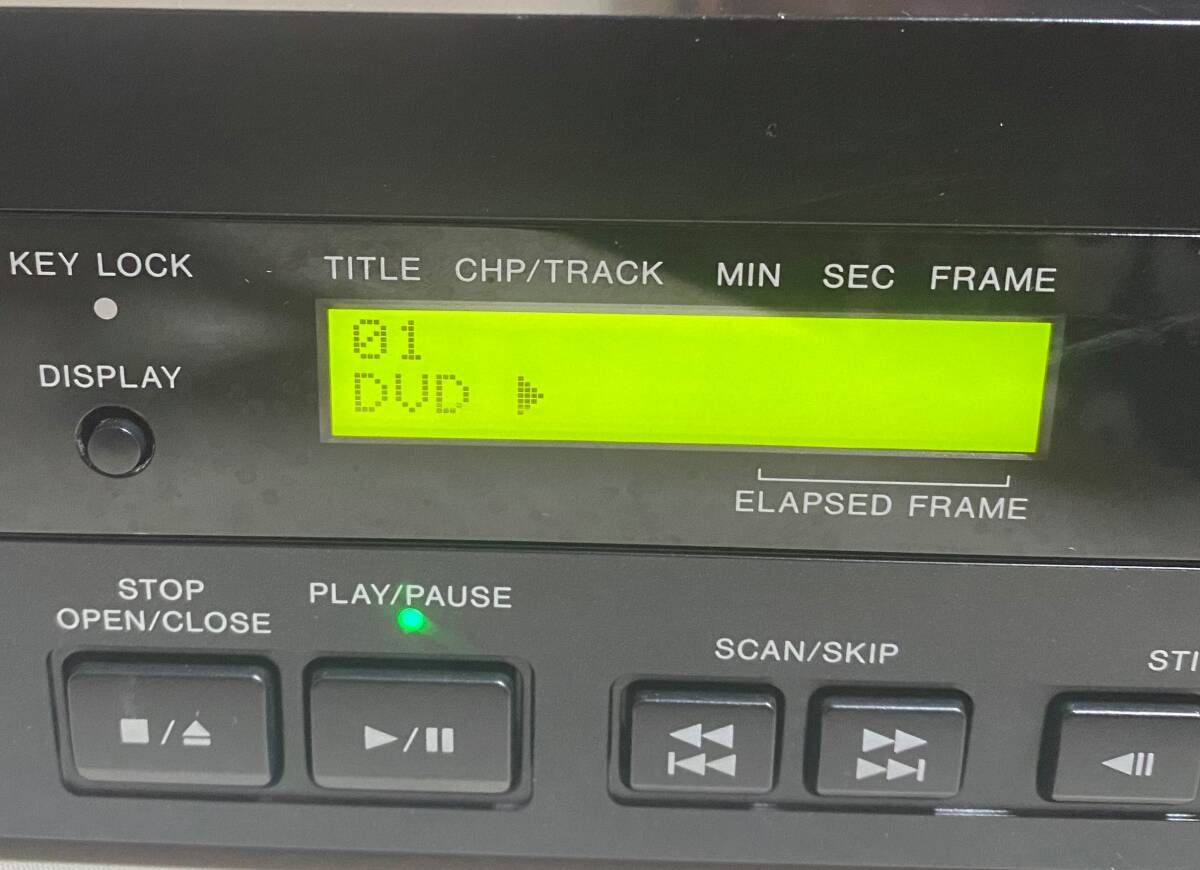 KEY LOCK
TITLE CHP/TRACK MIN SEC FRAME
01
DISPLAY
DVD
ELAPSED FRAME
STOP
OPEN/CLOSE
PLAY/PAUSE
SCAN/SKIP
STI